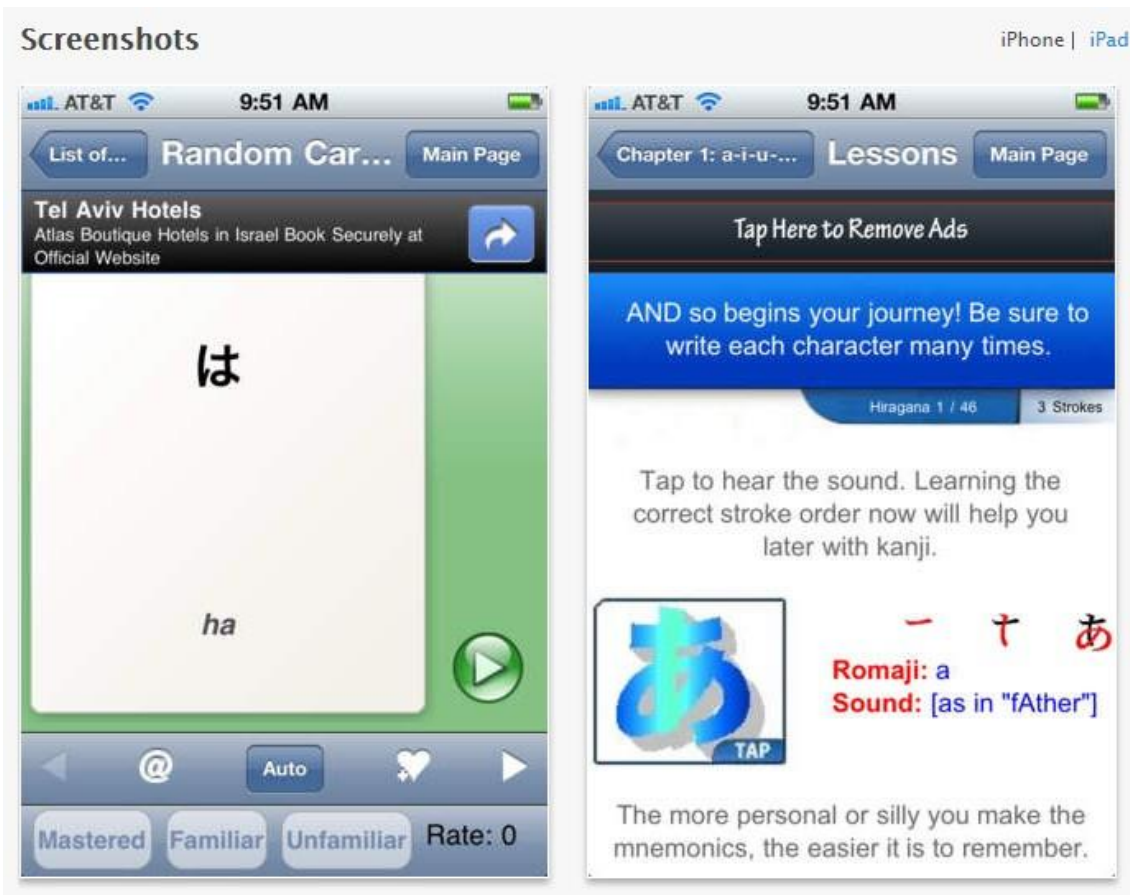 Screenshots
iPhone | iPad
AT&T 9:51 AM
List of... Random Car... Main Page
Tel Aviv Hotels
Atlas Boutique Hotels in Israel Book Securely at
Official Website
は
ha
@ Auto
Mastered Familiar Unfamiliar Rate: 0
AT&T 9:51 AM
Chapter 1: a-i-u-... Lessons Main Page
Tap Here to Remove Ads
AND so begins your journey! Be sure to
write each character many times.
Hiragana 1 / 46 3 Strokes
Tap to hear the sound. Learning the
correct stroke order now will help you
later with kanji.
あ
TAP
あ
Romaji: a
Sound: [as in "fAther"]
The more personal or silly you make the
mnemonics, the easier it is to remember.